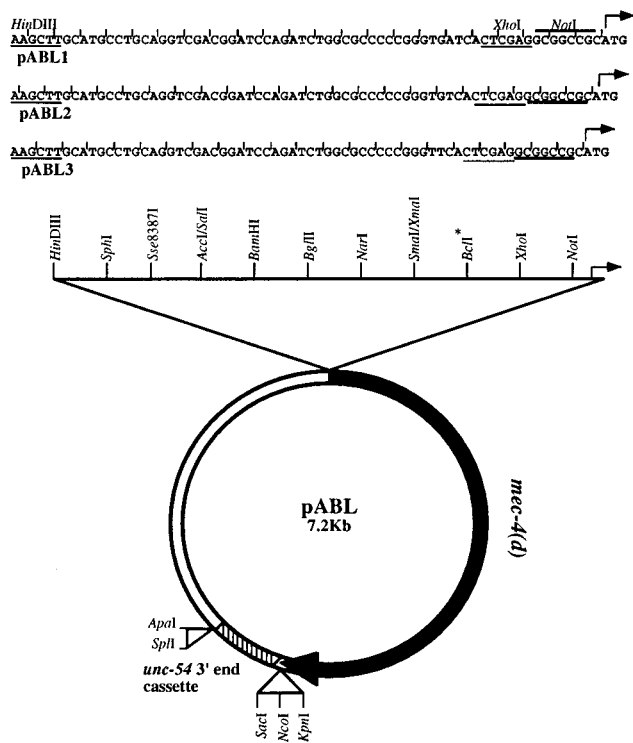 HinDIII XhoI NotI
AAGCTTGCATGCCTGCAGGTCGACGGATCCAGATCTGGCGCCCCCGGGTGATCACTCGAGGCGGCCGCATG
pABL1
AAGCTTGCATGCCTGCAGGTCGACGGATCCAGATCTGGCGCCCCCGGGTGTCACTCGAGGCGGCCGCATG
pABL2
AAGCTTGCATGCCTGCAGGTCGACGGATCCAGATCTGGCGCCCCCGGGTTCACTCGAGGCGGCCGCATG
pABL3
HinDIII
SphI
Sse8387I
AccI/SalI
BamHI
BglII
NarI
SmaI/XmaI
BclI*
XhoI
NotI
pABL
7.2Kb
mec-4(d)
ApaI
SplI
unc-54 3' end
cassette
SacI
NcoI
KpnI